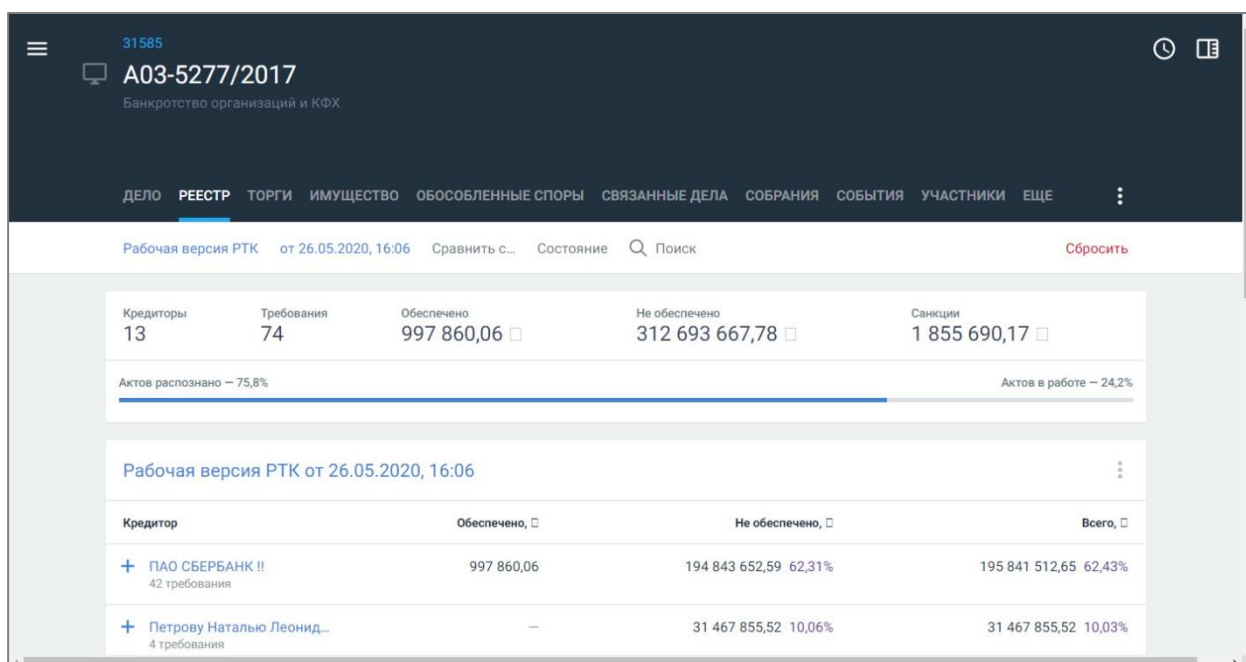 31585
А03-5277/2017
Банкротство организаций и КФХ
ДЕЛО РЕЕСТР ТОРГИ ИМУЩЕСТВО ОБОСОБЛЕННЫЕ СПОРЫ СВЯЗАННЫЕ ДЕЛА СОБРАНИЯ СОБЫТИЯ УЧАСТНИКИ ЕЩЕ
Рабочая версия РТК от 26.05.2020, 16:06 Сравнить с... Состояние Поиск Сбросить
Кредиторы Требования Обеспечено Не обеспечено Санкции
13 74 997 860,06 312 693 667,78 1 855 690,17
Актов распознано — 75,8% Актов в работе — 24,2%
Рабочая версия РТК от 26.05.2020, 16:06
Кредитор Обеспечено, Не обеспечено, Всего,
+ ПАО СБЕРБАНК !! 997 860,06 194 843 652,59 62,31% 195 841 512,65 62,43%
42 требования
+ Петрову Наталью Леонид... — 31 467 855,52 10,06% 31 467 855,52 10,03%
4 требования